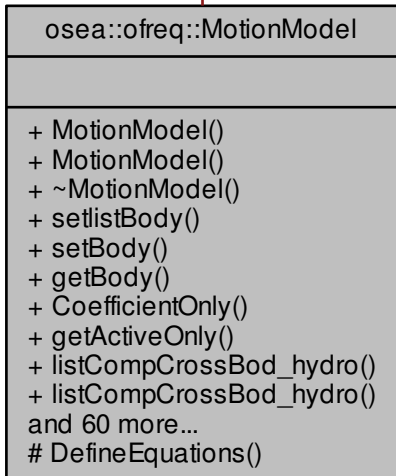 osea::ofreq::MotionModel
+ MotionModel()
+ MotionModel()
+ ~MotionModel()
+ setlistBody()
+ setBody()
+ getBody()
+ CoefficientOnly()
+ getActiveOnly()
+ listCompCrossBod_hydro()
+ listCompCrossBod_hydro()
and 60 more...
# DefineEquations()